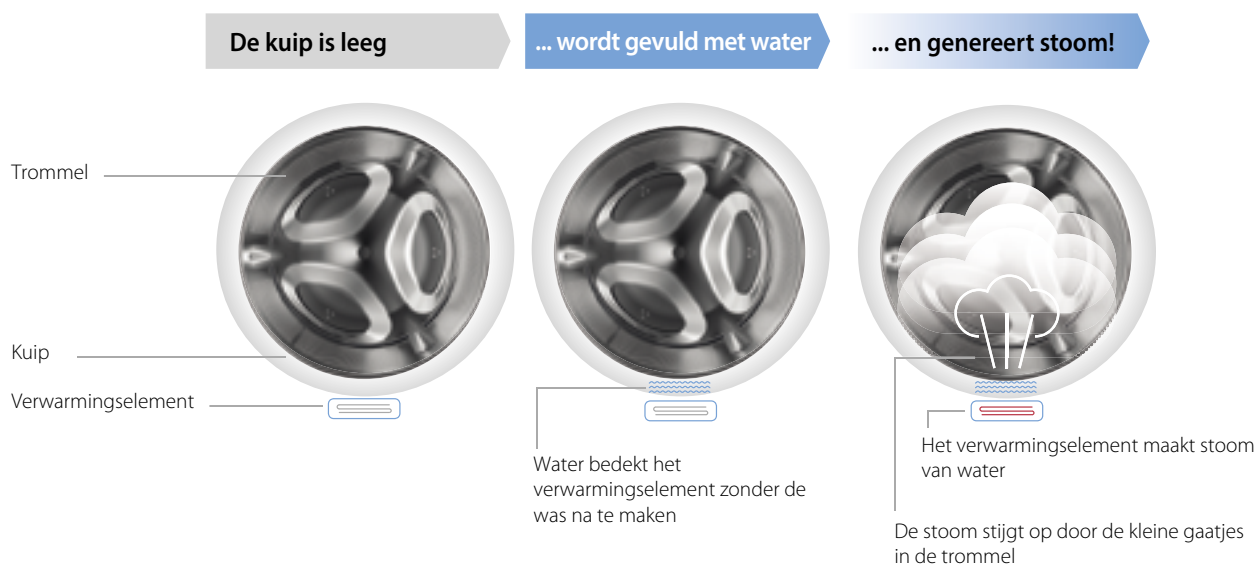 De kuip is leeg
... wordt gevuld met water
... en genereert stoom!
Trommel
Kuip
Verwarmingselement
Water bedekt het
verwarmingselement zonder de
was na te maken
Het verwarmingselement maakt stoom
van water
De stoom stijgt op door de kleine gaatjes
in de trommel